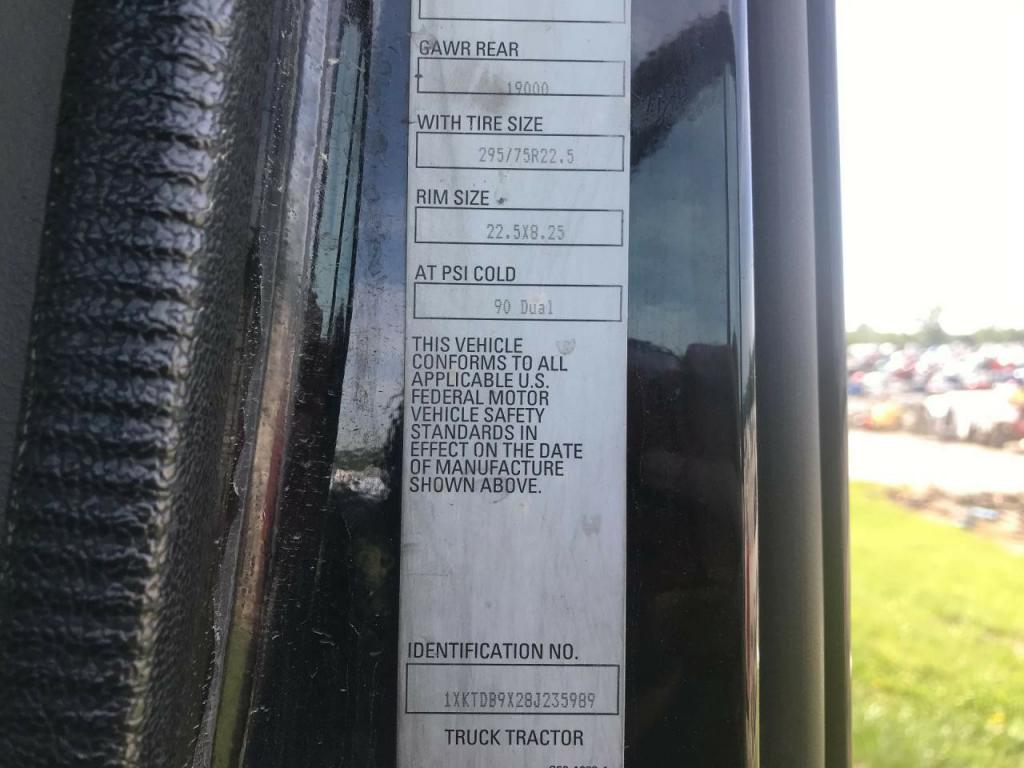 GAWR REAR
19000
WITH TIRE SIZE
295/75R22.5
RIM SIZE
22.5X8.25
AT PSI COLD
90 Dual
THIS VEHICLE
CONFORMS TO ALL
APPLICABLE U.S.
FEDERAL MOTOR
VEHICLE SAFETY
STANDARDS IN
EFFECT ON THE DATE
OF MANUFACTURE
SHOWN ABOVE.
IDENTIFICATION NO.
1XKTDB9X28J235989
TRUCK TRACTOR